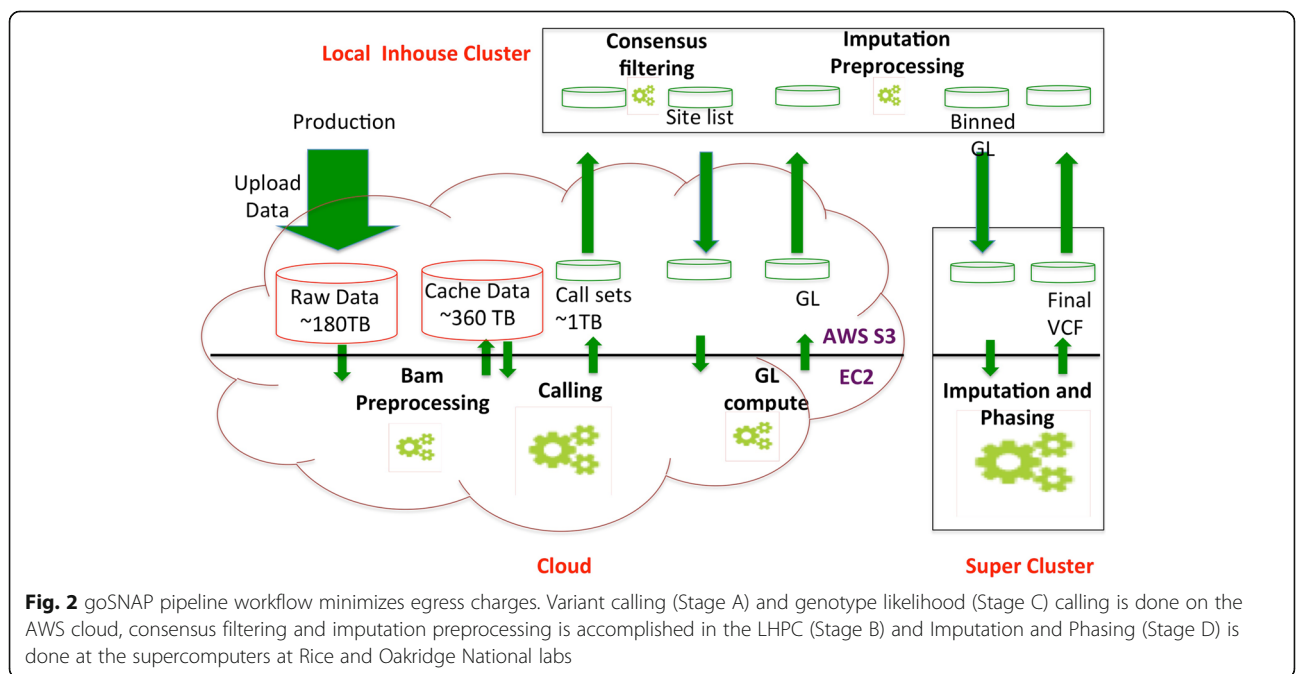 Local Inhouse Cluster
Consensus
filtering
Imputation
Preprocessing
Site list
Binned
GL
Production
Upload
Data
Raw Data
~180TB
Cache Data
~360 TB
Call sets
~1TB
GL
AWS S3
EC2
Final
VCF
Bam
Preprocessing
Calling
GL
compute
Imputation and
Phasing
Cloud
Super Cluster
Fig. 2 goSNAP pipeline workflow minimizes egress charges. Variant calling (Stage A) and genotype likelihood (Stage C) calling is done on the
AWS cloud, consensus filtering and imputation preprocessing is accomplished in the LHPC (Stage B) and Imputation and Phasing (Stage D) is
done at the supercomputers at Rice and Oakridge National labs